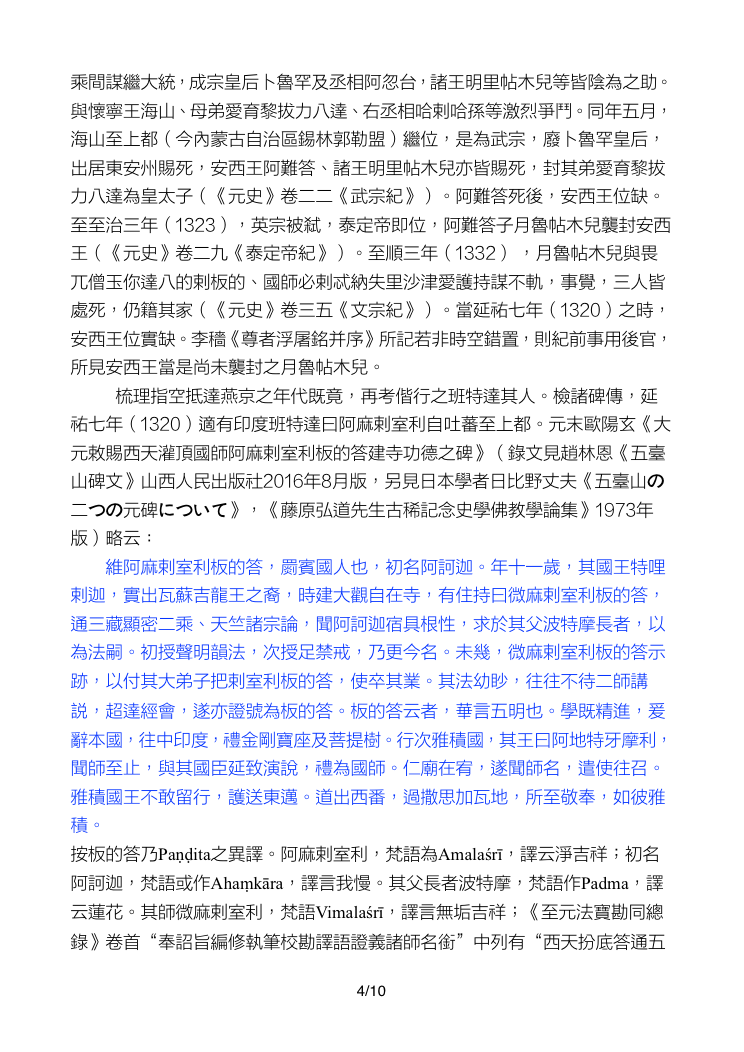 乘間謀繼大統，成宗皇后卜魯罕及丞相阿忽台，諸王明里帖木兒等皆陰為之助。
與懷寧王海山、母弟愛育黎拔力八達、右丞相哈剌哈孫等激烈爭鬥。同年五月，
海山至上都（今內蒙古自治區錫林郭勒盟）繼位，是為武宗，廢卜魯罕皇后，
出居東安州賜死，安西王阿難答、諸王明里帖木兒亦皆賜死，封其弟愛育黎拔
力八達為皇太子（《元史》卷二二《武宗紀》）。阿難答死後，安西王位缺。
至至治三年（1323），英宗被弑，泰定帝即位，阿難答子月魯帖木兒襲封安西
王（《元史》卷二九《泰定帝紀》）。至順三年（1332） ，月魯帖木兒與畏
兀僧玉你達八的剌板的、國師必剌忒納失里沙津愛護持謀不軌，事覺，三人皆
處死，仍籍其家（《元史》卷三五《文宗紀》）。當延祐七年（1320）之時，
安西王位實缺。李穡《尊者浮屠銘并序》所記若非時空錯置，則紀前事用後官，
所見安西王當是尚未襲封之月魯帖木兒。
梳理指空抵達燕京之年代既竟，再考偕行之班特達其人。檢諸碑傳，延
祐七年（1320）適有印度班特達曰阿麻剌室利自吐蕃至上都。元末歐陽玄《大
元敕賜西天灌頂國師阿麻剌室利板的答建寺功德之碑》（錄文見趙林恩《五臺
山碑文》山西人民出版社2016年8月版，另見日本學者日比野丈夫《五臺山の
二つの元碑について》，《藤原弘道先生古稀記念史學佛教學論集》1973年
版）略云：
維阿麻剌室利板的答，罽賓國人也，初名阿訶迦。年十一歲，其國王特哩
剌迦，實出瓦蘇吉龍王之裔，時建大觀自在寺，有住持曰微麻剌室利板的答，
通三藏顯密二乘、天竺諸宗論，聞阿訶迦宿具根性，求於其父波特摩長者，以
為法嗣。初授聲明韻法，次授足禁戒，乃更今名。未幾，微麻剌室利板的答示
跡，以付其大弟子把剌室利板的答，使卒其業。其法幼眇，往往不待二師講
説，超達經會，遂亦證號為板的答。板的答云者，華言五明也。學既精進，爰
辭本國，往中印度，禮金剛寶座及菩提樹。行次雅積國，其王曰阿地特牙摩利，
聞師至止，與其國臣延致演說，禮為國師。仁廟在宥，遂聞師名，遣使往召。
雅積國王不敢留行，護送東邁。道出西番，過撒思加瓦地，所至敬奉，如彼雅
積。
按板的答乃Paṇḍita之異譯。阿麻剌室利，梵語為Amalaśrī，譯云淨吉祥；初名
阿訶迦，梵語或作Ahaṃkāra，譯言我慢。其父長者波特摩，梵語作Padma，譯
云蓮花。其師微麻剌室利，梵語Vimalaśrī，譯言無垢吉祥；《至元法寶勘同總
錄》卷首“奉詔旨編修執筆校勘譯語證義諸師名銜”中列有“西天扮底答通五
4/10